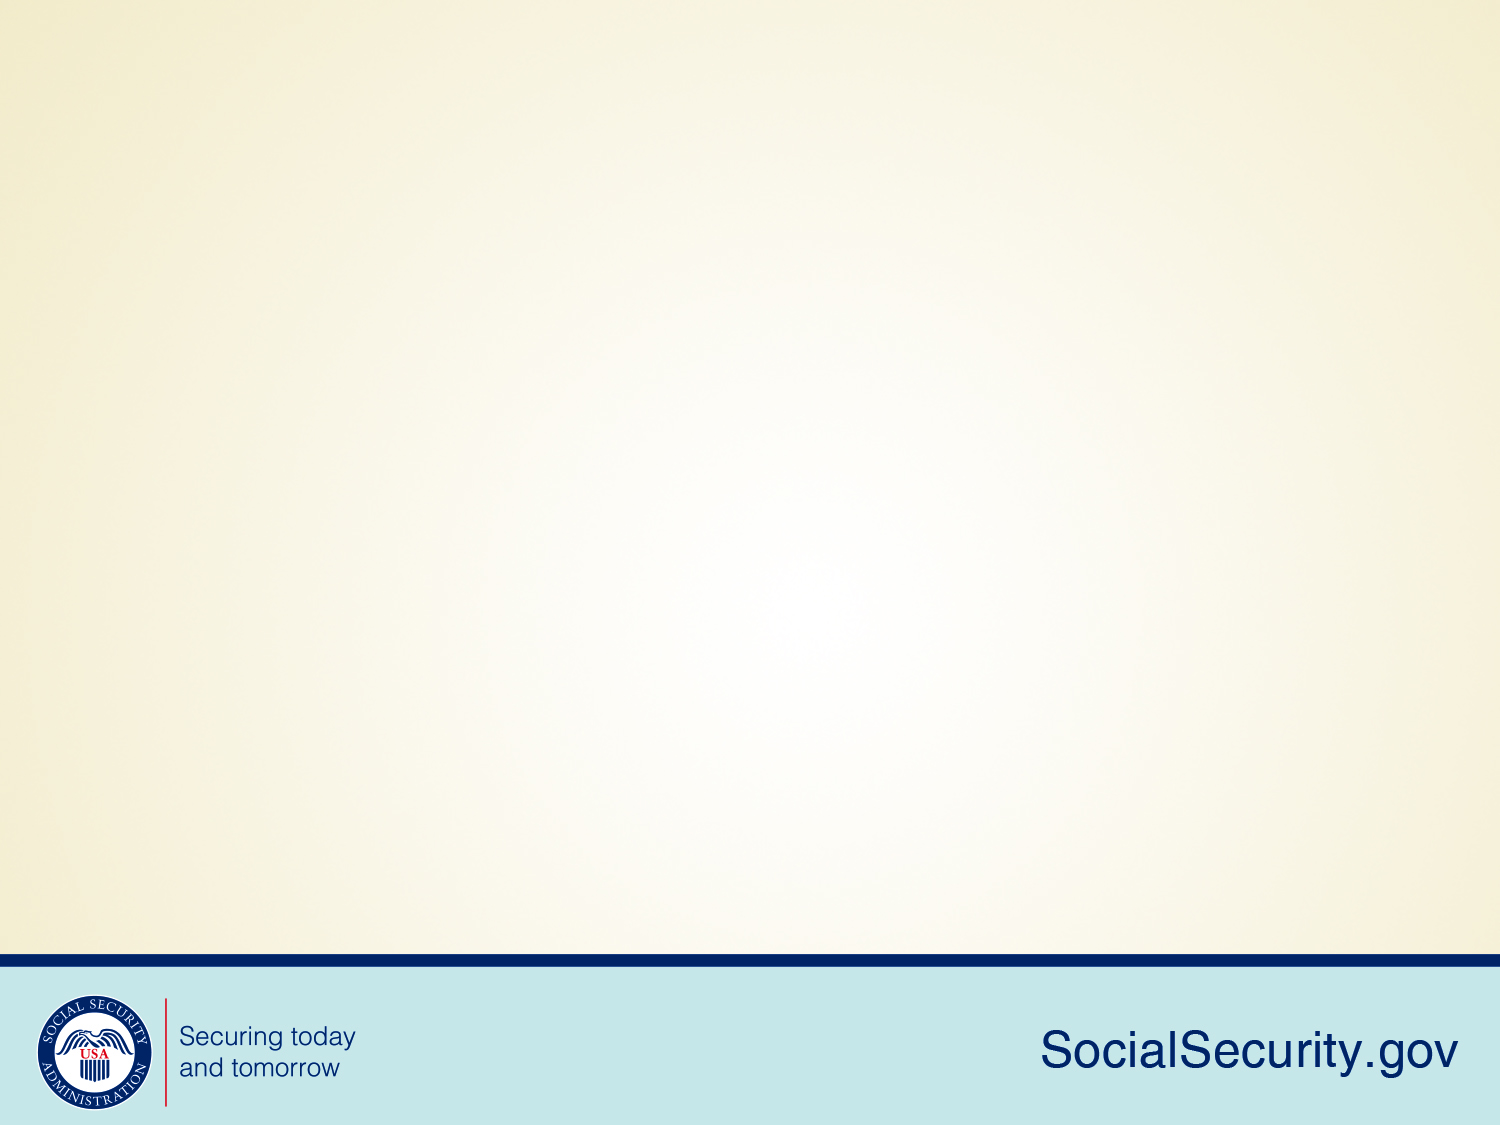 SOCIAL SECURITY
USA
ADMINISTRATION
Securing today
and tomorrow
SocialSecurity.gov